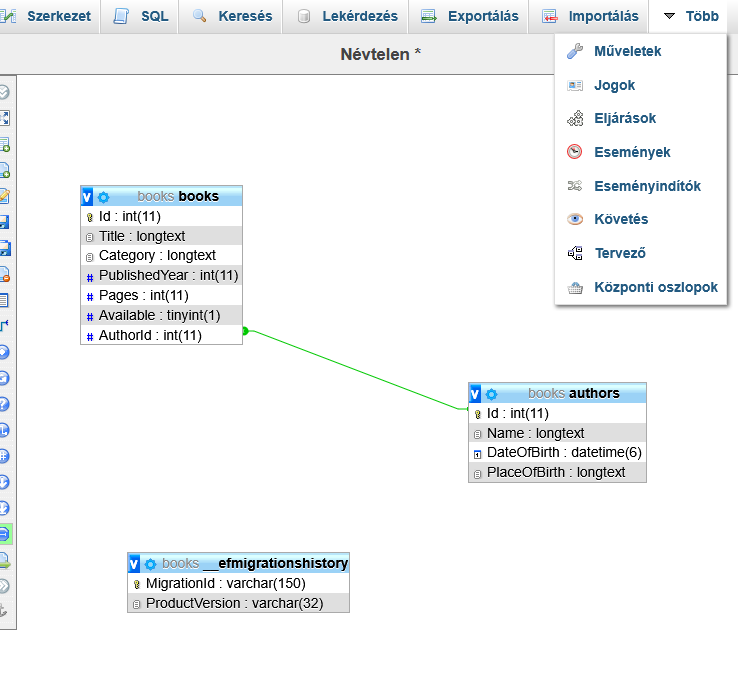 Szerkezet SQL Keresés Lekérdezés Exportálás Importálás Több
Névtelen *
Műveletek
Jogok
Eljárások
Események
Eseményindítók
Követés
Tervező
Központi oszlopok
v books books
Id : int(11)
Title : longtext
Category : longtext
# PublishedYear : int(11)
# Pages : int(11)
# Available : tinyint(1)
# AuthorId : int(11)
v books authors
Id : int(11)
Name : longtext
DateOfBirth : datetime(6)
PlaceOfBirth : longtext
v books __efmigrationshistory
MigrationId : varchar(150)
ProductVersion : varchar(32)